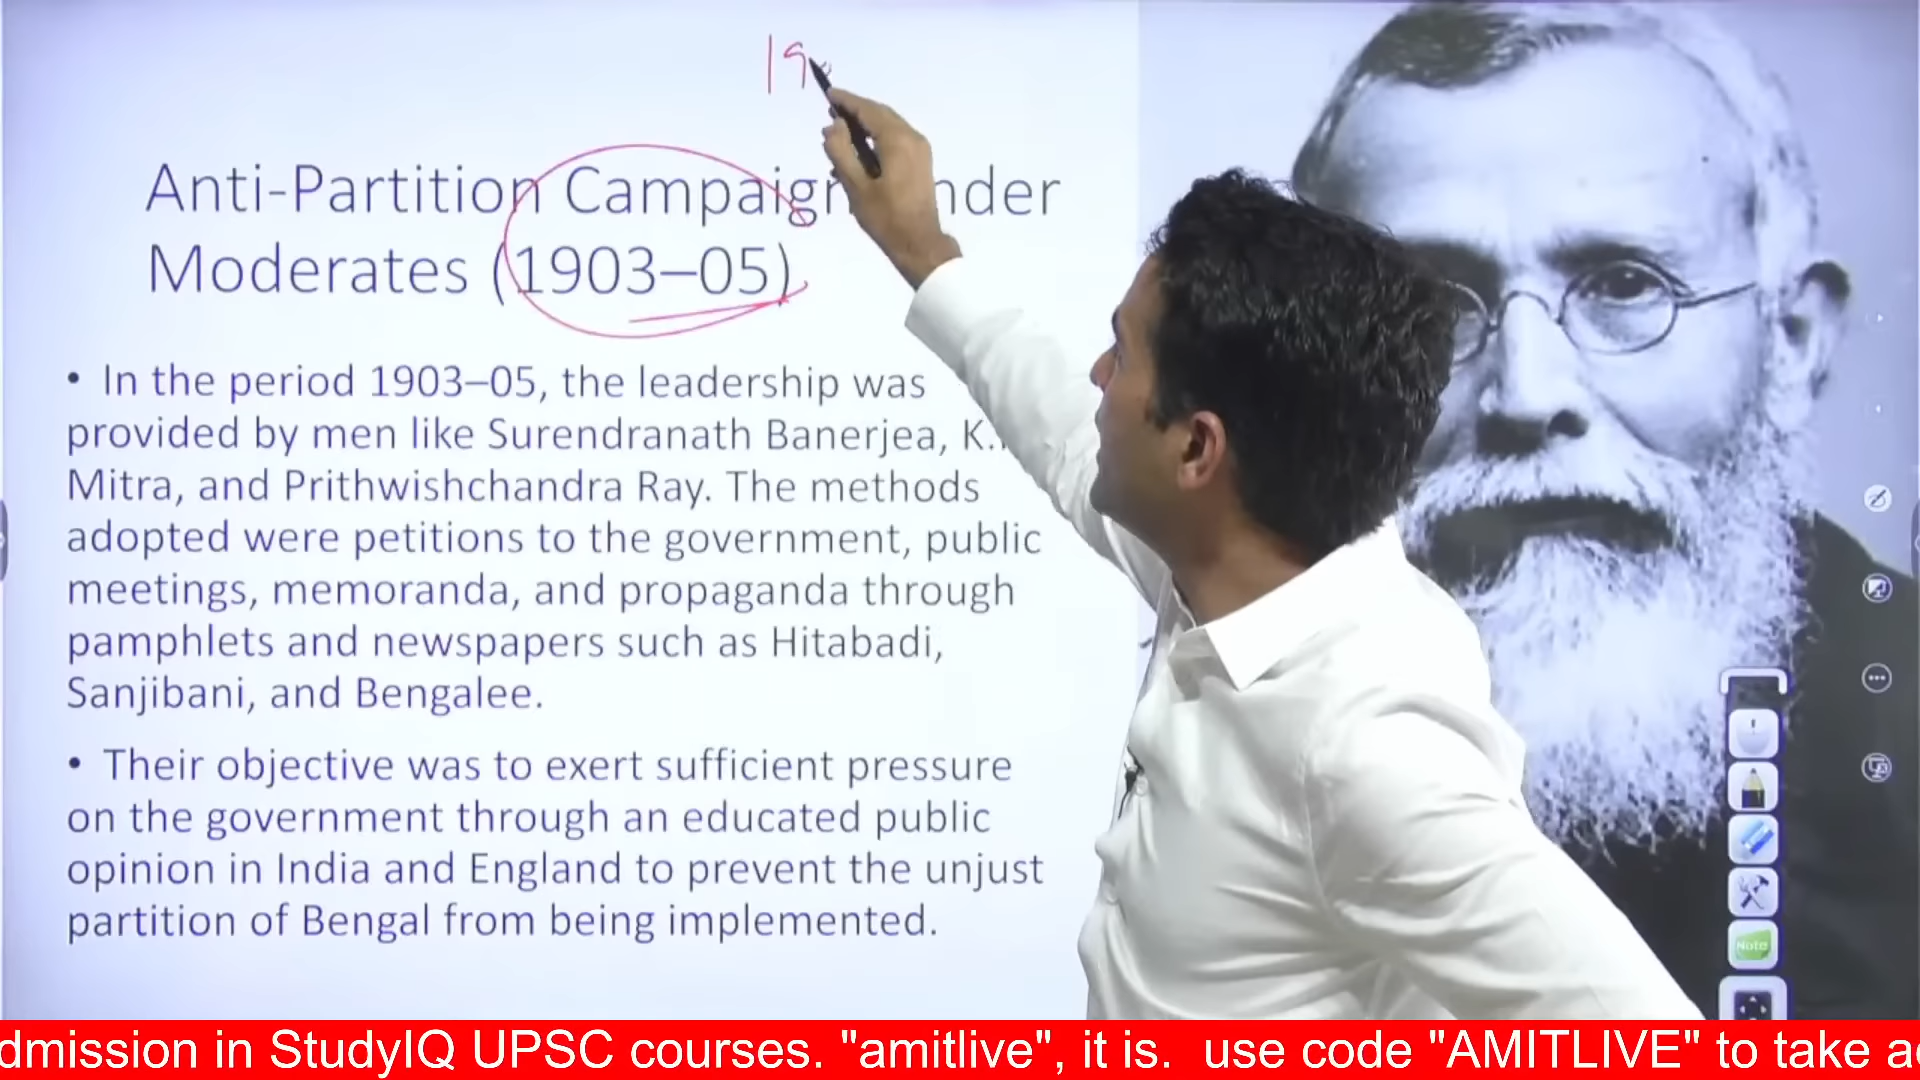 19
Anti-Partition Campaign under
Moderates (1903–05)
• In the period 1903–05, the leadership was
provided by men like Surendranath Banerjea, K.
Mitra, and Prithwishchandra Ray. The methods
adopted were petitions to the government, public
meetings, memoranda, and propaganda through
pamphlets and newspapers such as Hitabadi,
Sanjibani, and Bengalee.
• Their objective was to exert sufficient pressure
on the government through an educated public
opinion in India and England to prevent the unjust
partition of Bengal from being implemented.
Note
dmission in StudyIQ UPSC courses. "amitlive", it is. use code "AMITLIVE" to take a